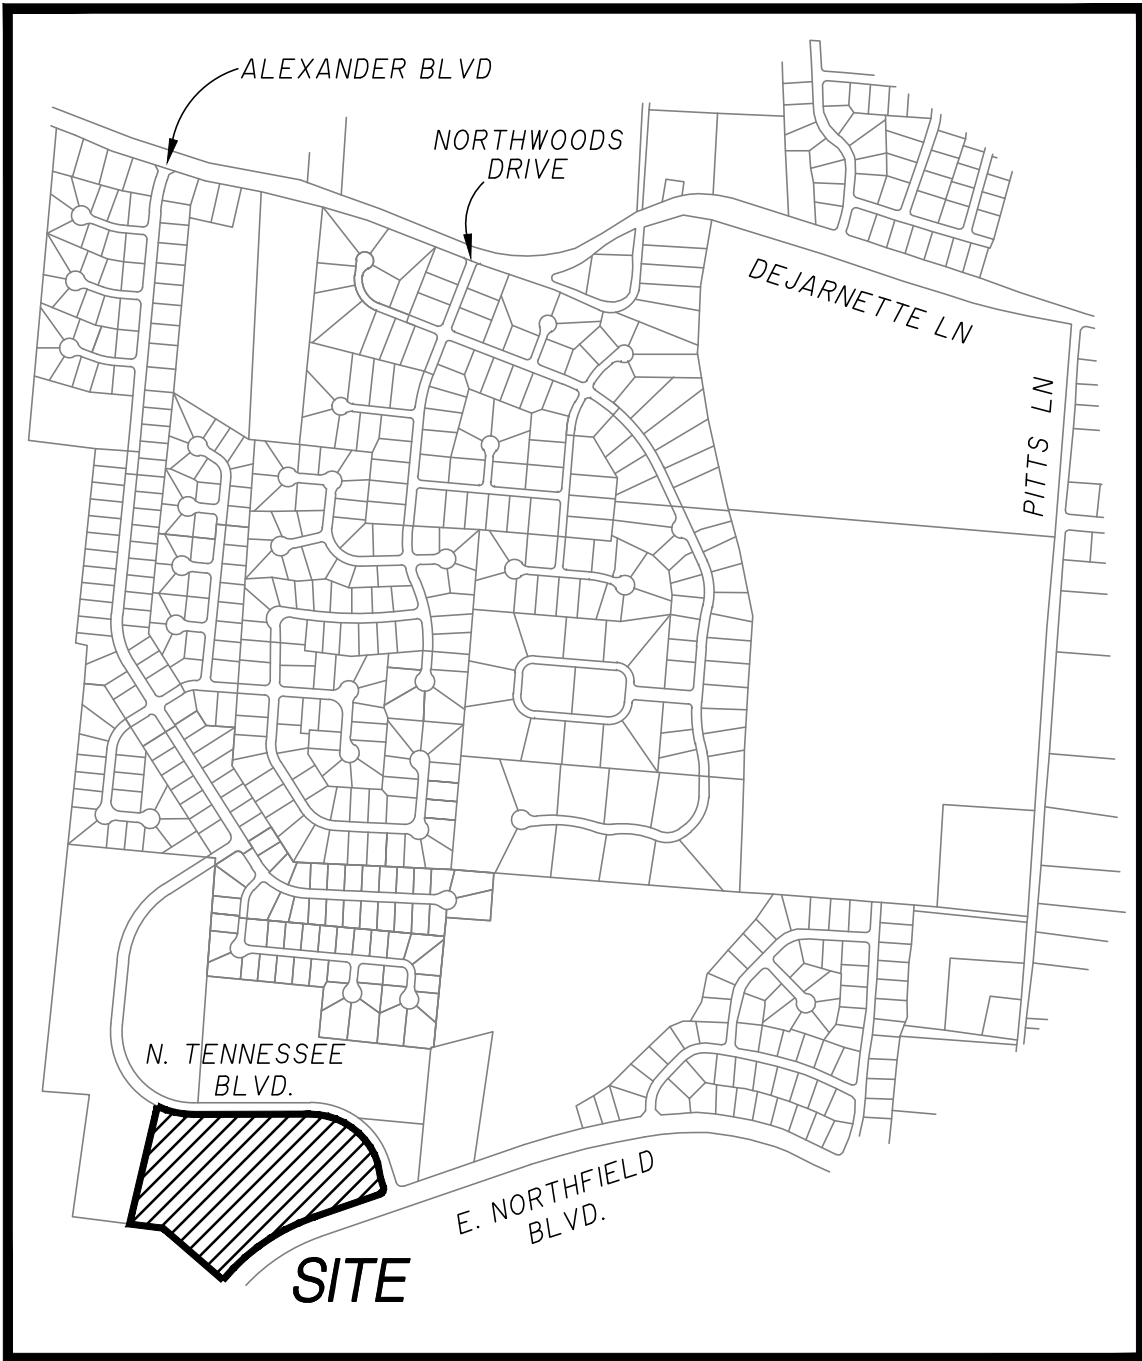 ALEXANDER BLVD
NORTHWOODS
DRIVE
DEJARNETTE LN
PITTS LN
N. TENNESSEE
BLVD.
E. NORTHFIELD
BLVD.
SITE